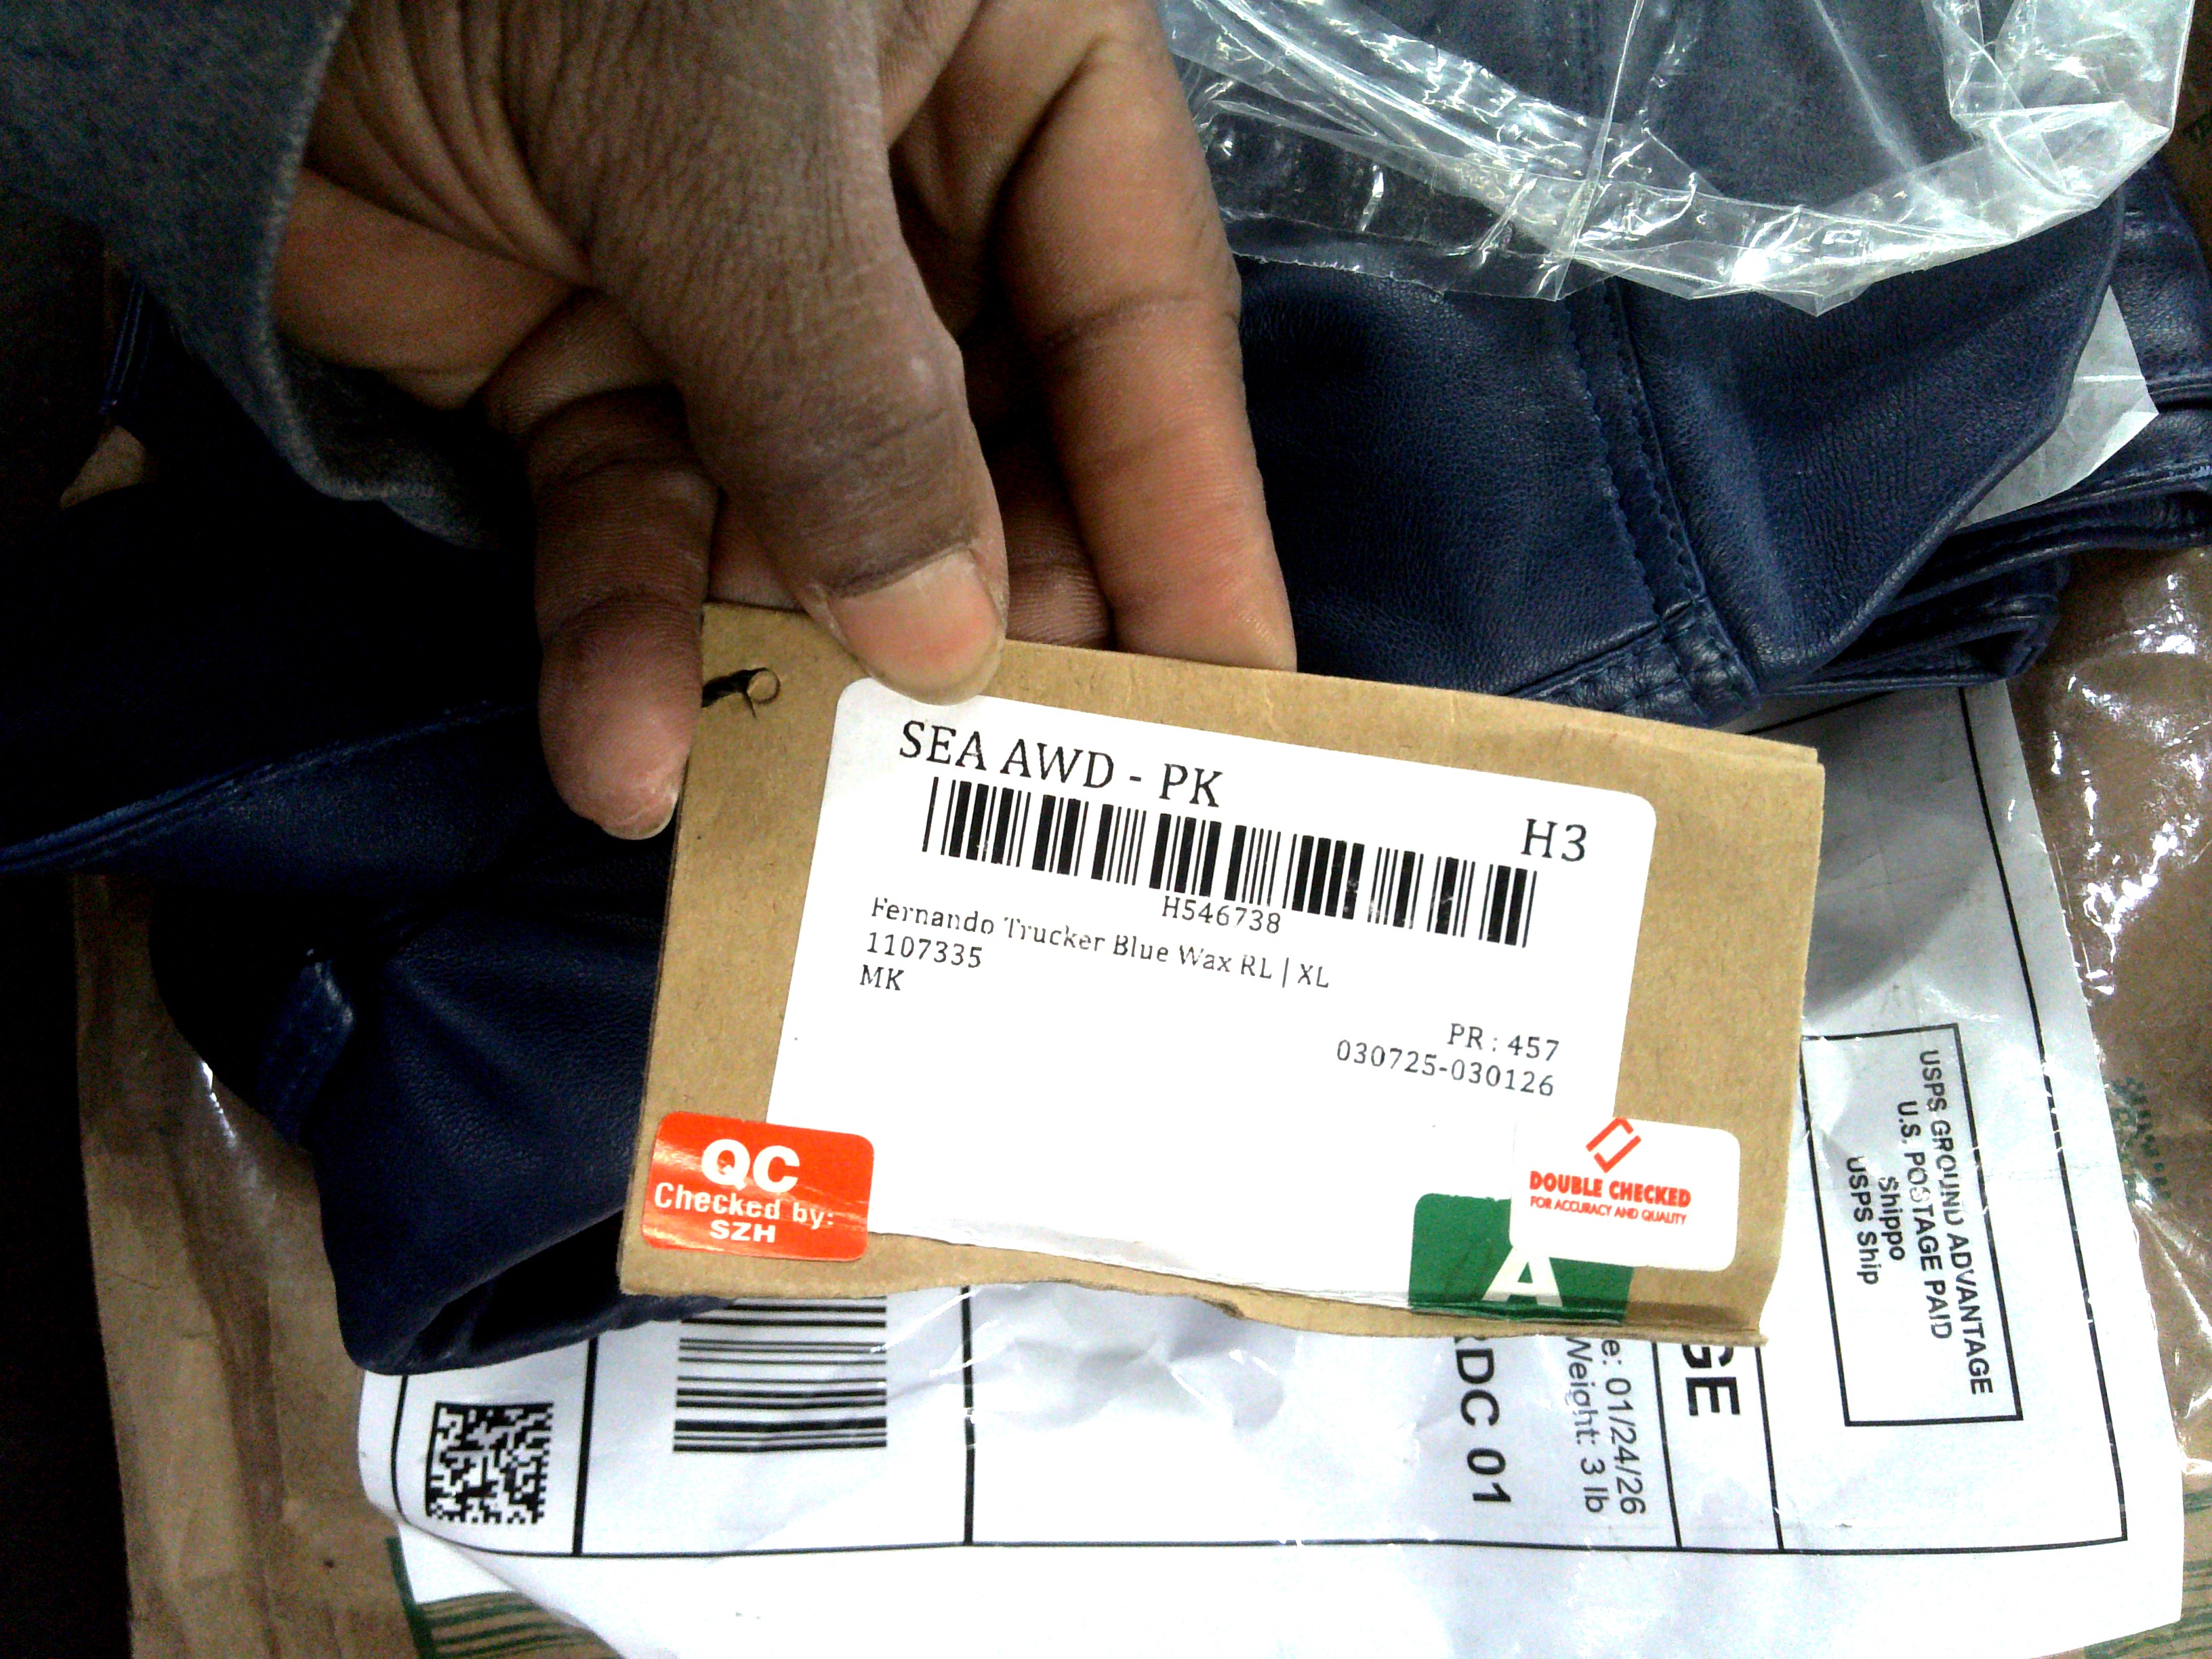 SEA AWD - PK
H3
H546738
Fernando Trucker Blue Wax RL | XL
1107335
MK
PR : 457
030725-030126
QC
Checked by:
SZH
DOUBLE CHECKED
FOR ACCURACY AND QUALITY
A
USPS GROUND ADVANTAGE
U.S. POSTAGE PAID
Shippo
USPS Ship
GE
e: 01/24/26
Weight: 3 lb
RDC 01